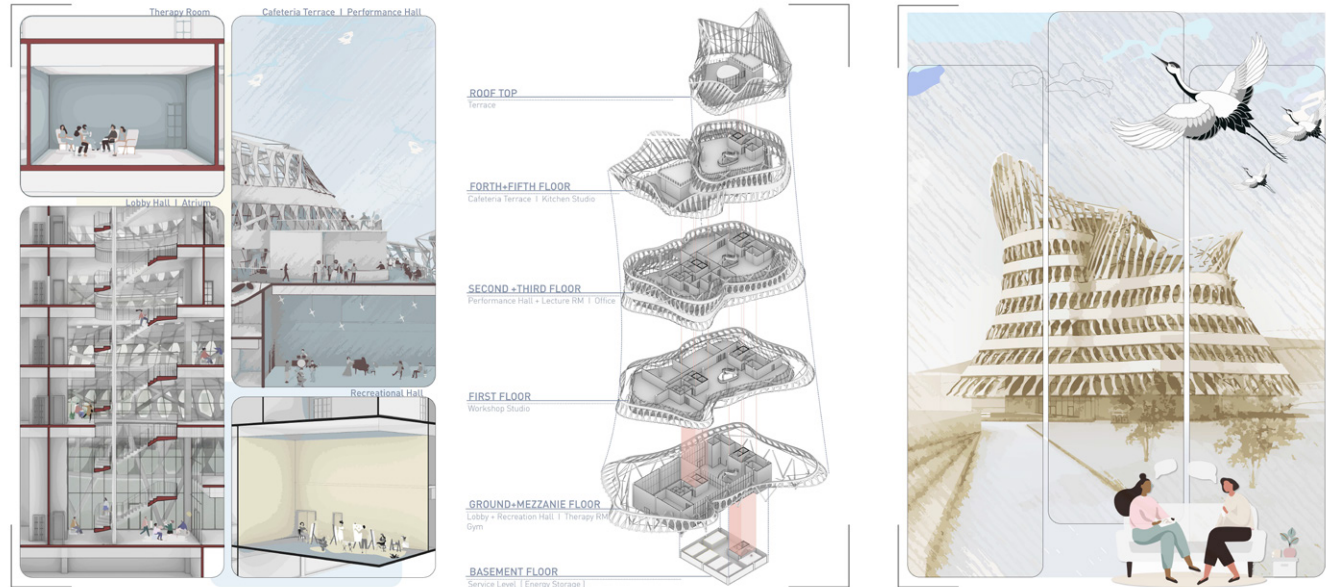 Therapy Room
Cafeteria Terrace | Performance Hall
Lobby Hall | Atrium
Recreational Hall
ROOF TOP
Terrace
FORTH+FIFTH FLOOR
Cafeteria Terrace | Kitchen Studio
SECOND +THIRD FLOOR
Performance Hall + Lecture RM | Office
FIRST FLOOR
Workshop Studio
GROUND+MEZZANIE FLOOR
Lobby + Recreation Hall | Therapy RM
Gym
BASEMENT FLOOR
Service Level | Energy Storage |